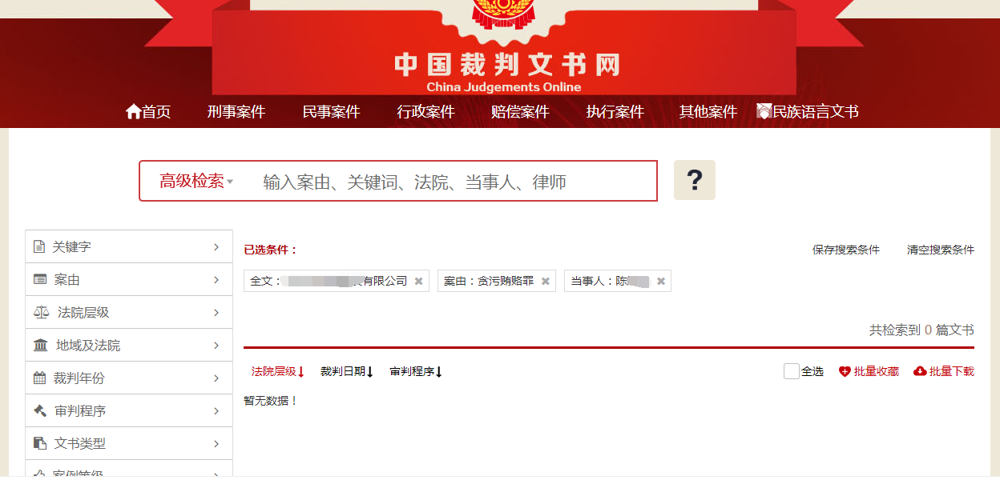 中国裁判文书网
China Judgements Online
首页 刑事案件 民事案件 行政案件 赔偿案件 执行案件 其他案件 民族语言文书
高级检索 输入案由、关键词、法院、当事人、律师 ?
关键字
案由
法院层级
地域及法院
裁判年份
审判程序
文书类型
案例等级
已选条件： 保存搜索条件 清空搜索条件
全文： 有限公司 × 案由：贪污贿赂罪 × 当事人：陈 ×
共检索到 0 篇文书
法院层级 裁判日期 审判程序 全选 批量收藏 批量下载
暂无数据！